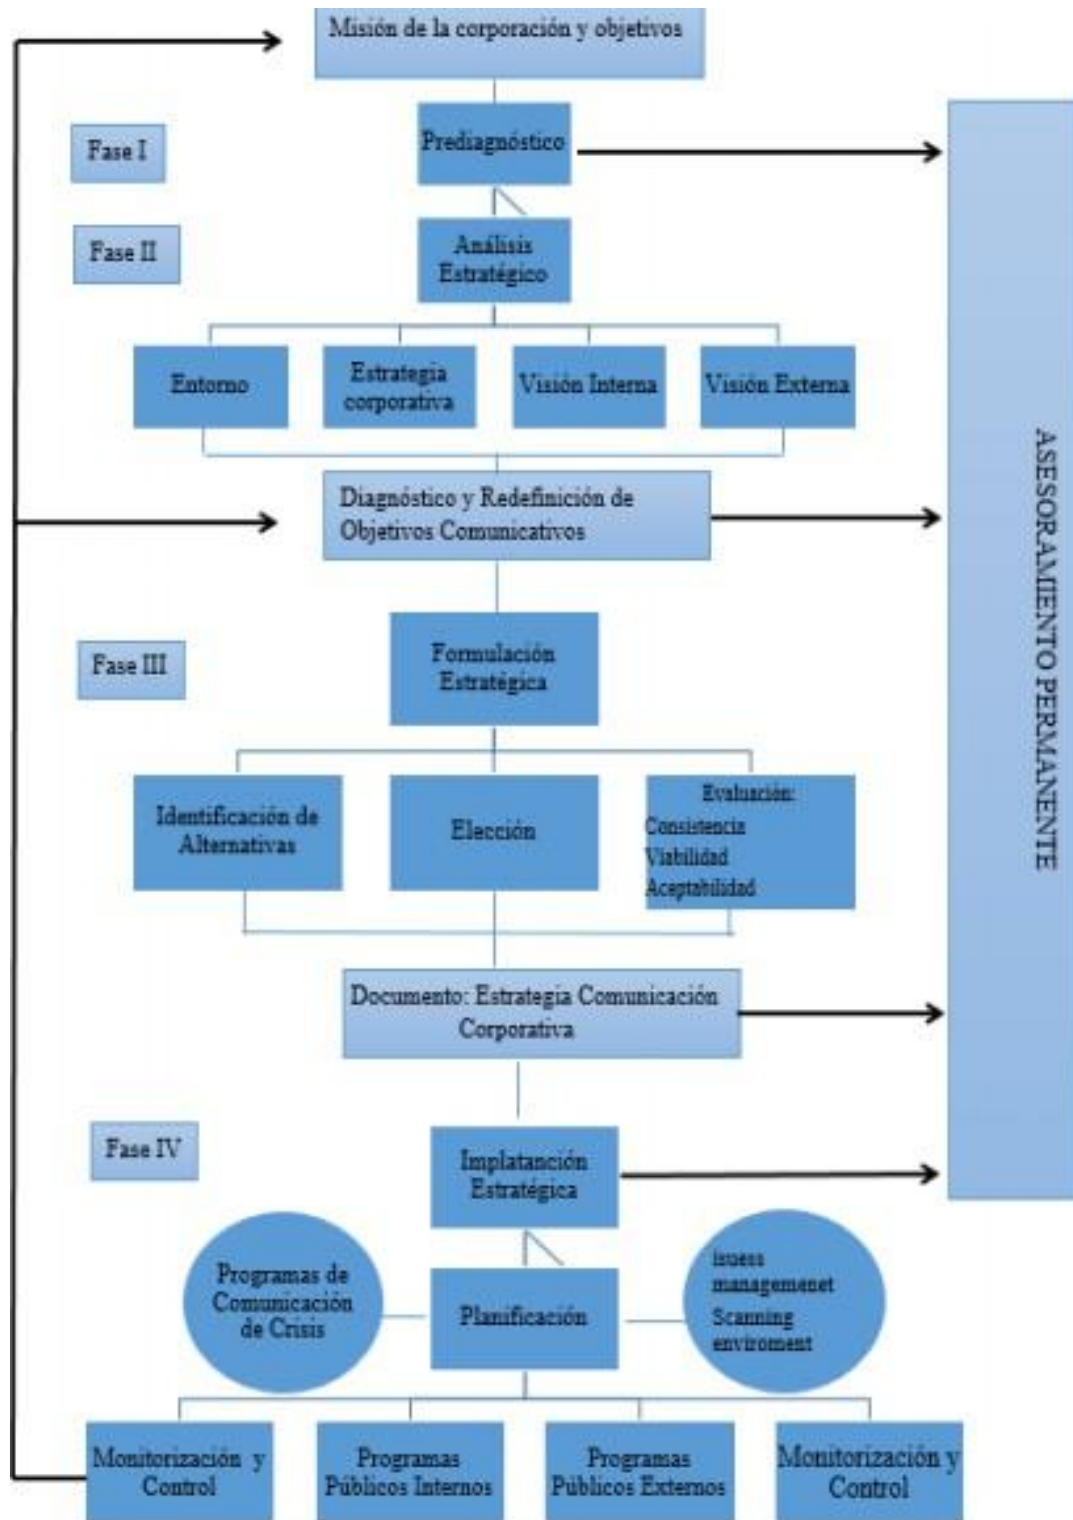 Misión de la corporación y objetivos
Fase I
Prediagnóstico
Fase II
Análisis
Estratégico
Entorno
Estrategia
corporativa
Visión Interna
Visión Externa
Diagnóstico y Redefinición de
Objetivos Comunicativos
ASESORAMIENTO PERMANENTE
Fase III
Formulación
Estratégica
Identificación de
Alternativas
Elección
Evaluación:
Consistencia
Viabilidad
Aceptabilidad
Documento: Estrategia Comunicación
Corporativa
Fase IV
Implatanción
Estratégica
Programas de
Comunicación
de Crisis
Planificación
isuess
managemenet
Scanning
enviroment
Monitorización y
Control
Programas
Públicos Internos
Programas
Públicos Externos
Monitorización y
Control